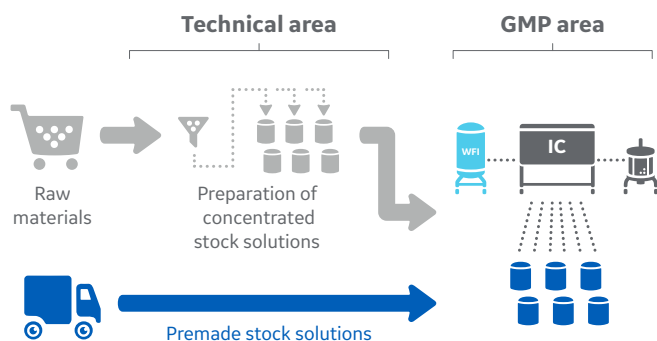 Technical area
GMP area
WFI
IC
Raw
materials
Preparation of
concentrated
stock solutions
Premade stock solutions